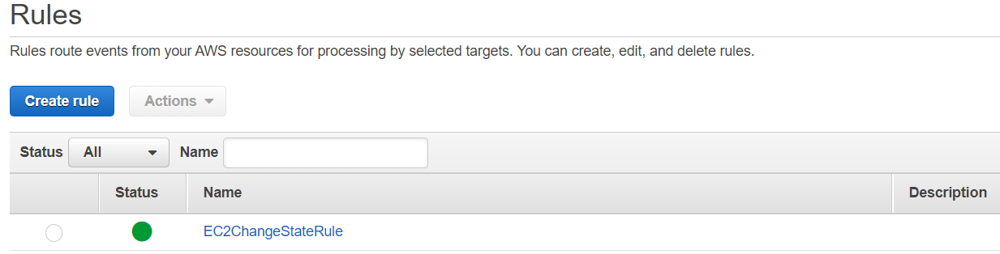 Rules
Rules route events from your AWS resources for processing by selected targets. You can create, edit, and delete rules.
Create rule Actions
Status All Name
Status Name Description
EC2ChangeStateRule